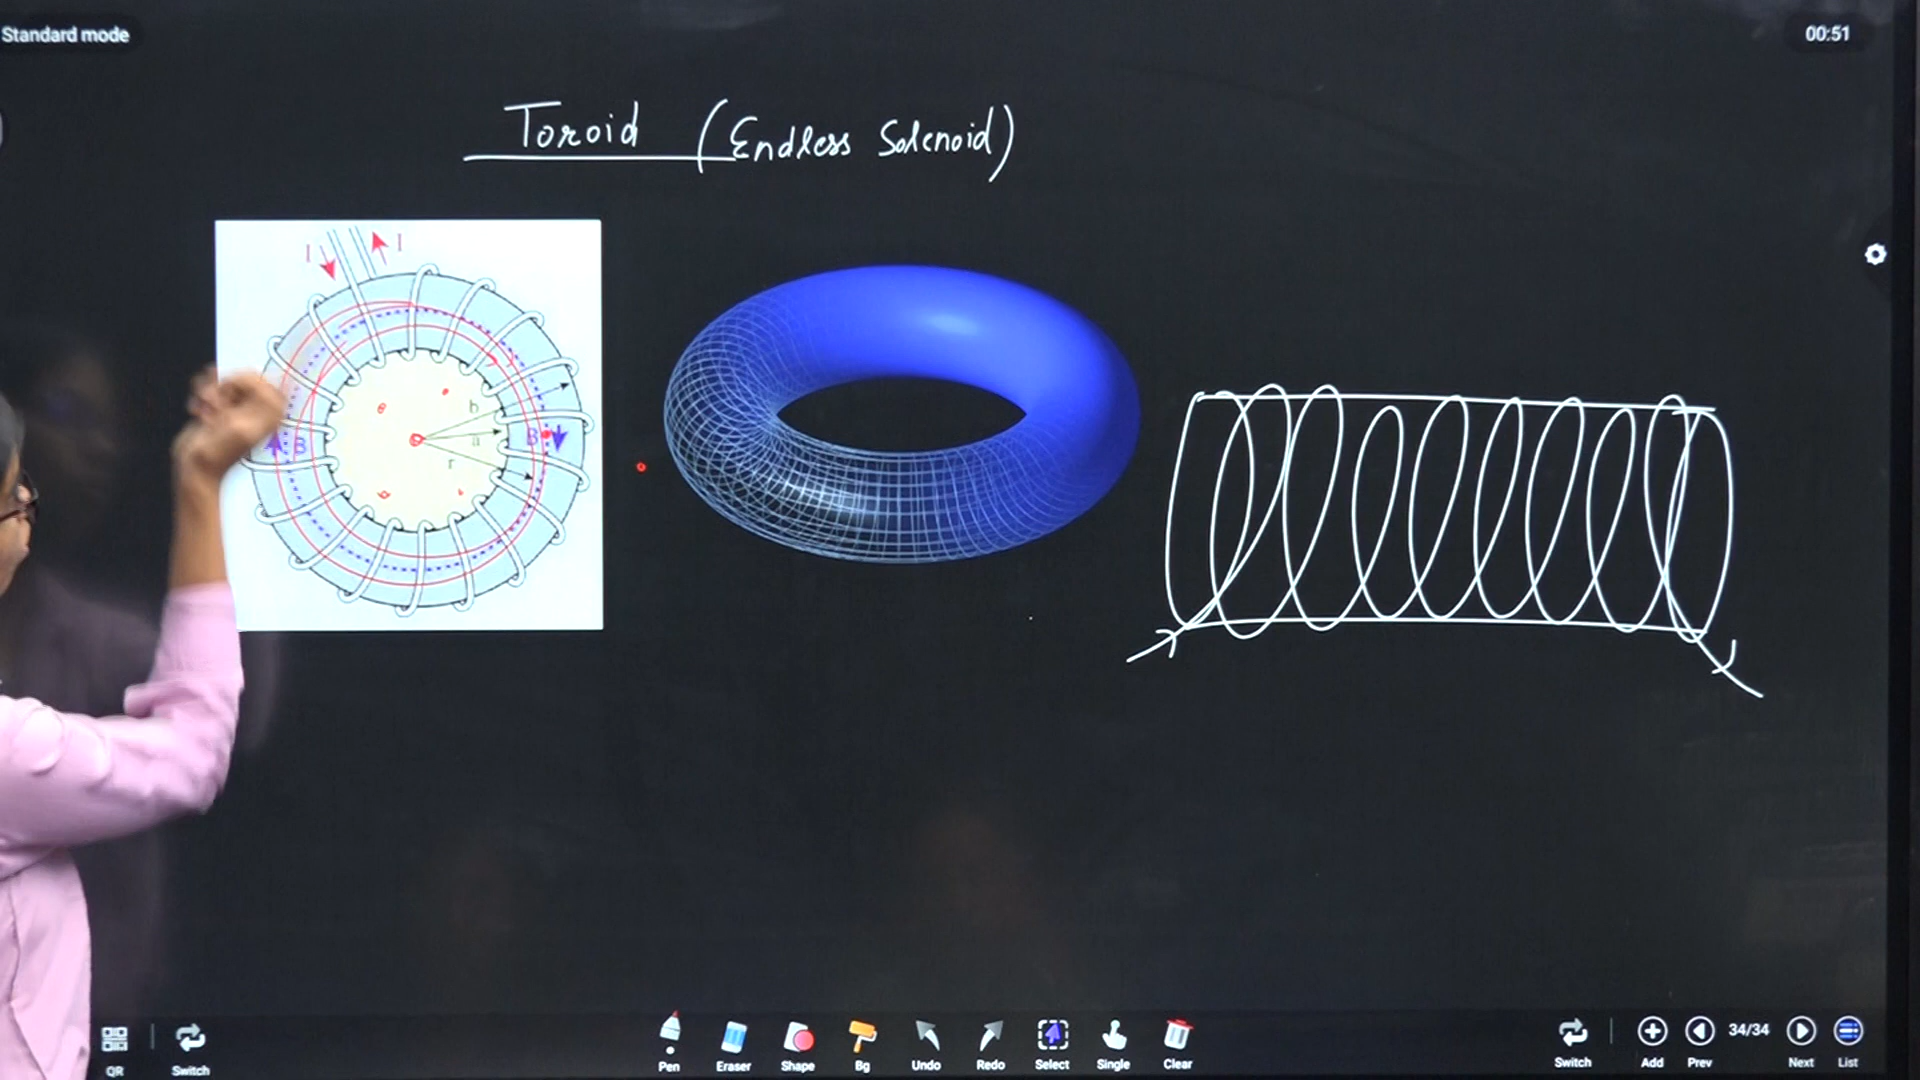 Standard mode
00:51
Toroid (Endless Solenoid)
I I
b
B a B
r
QR Switch Pen Eraser Shape Bg Undo Redo Select Single Clear Switch Add Prev 34/34 Next List